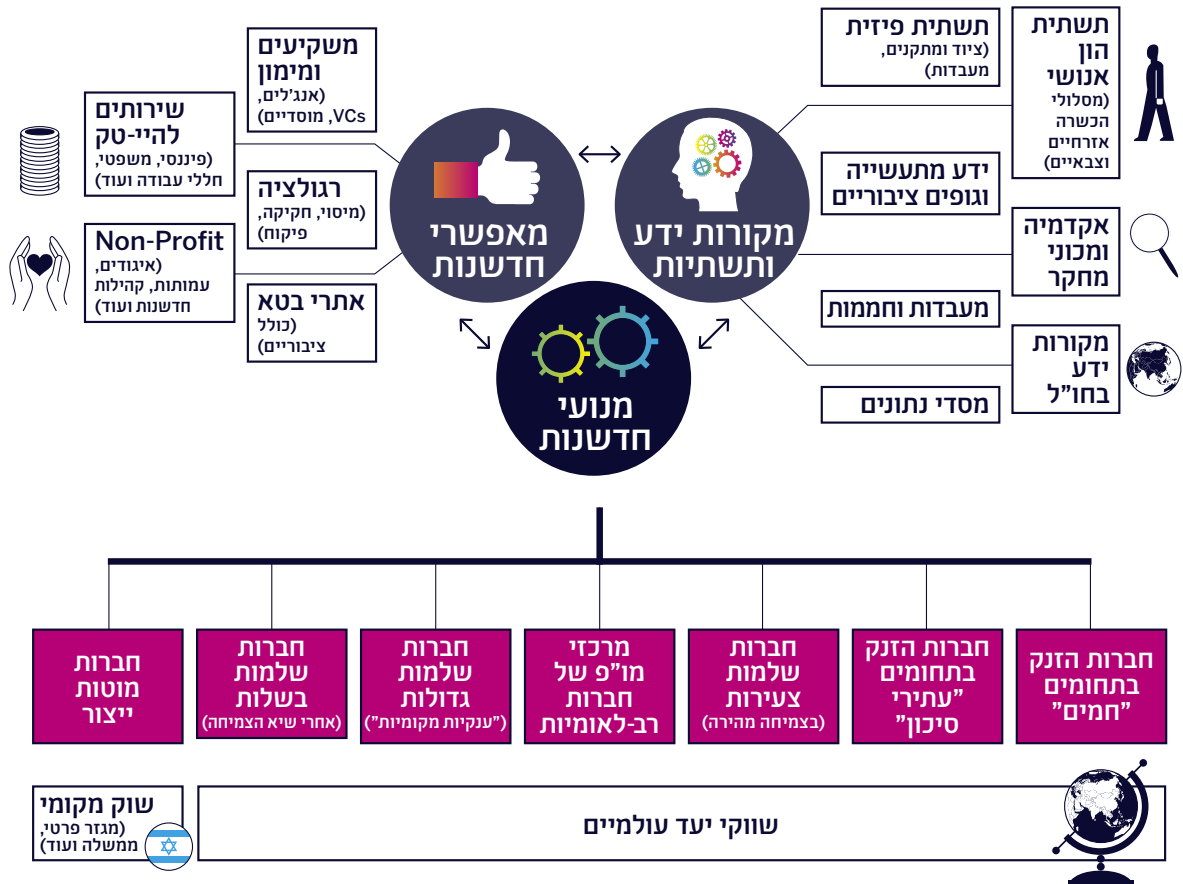 תשתית
הון
אנושי
(מסלולי
הכשרה
אזרחיים
וצבאיים)
תשתית פיזית
(ציוד ומתקנים,
מעבדות)
ידע מתעשייה
וגופים ציבוריים
אקדמיה
ומכוני
מחקר
מעבדות וחממות
מקורות
ידע
בחו"ל
מסדי נתונים
מקורות ידע
ותשתיות
מאפשרי
חדשנות
מנועי
חדשנות
משקיעים
ומימון
(אנג'לים,
VCs, מוסדיים)
שירותים
להיי-טק
(פיננסי, משפטי,
חללי עבודה ועוד)
רגולציה
(מיסוי, חקיקה,
פיקוח)
Non-Profit
(איגודים,
עמותות, קהילות
חדשנות ועוד)
אתרי בטא
(כולל
ציבוריים)
חברות הזנק
בתחומים
"חמים"
חברות הזנק
בתחומים
"עתירי
סיכון"
חברות
שלמות
צעירות
(בצמיחה מהירה)
מרכזי
מו"פ של
חברות
רב-לאומיות
חברות
שלמות
גדולות
("ענקיות מקומיות")
חברות
שלמות
בשלות
(אחרי שיא הצמיחה)
חברות
מוטות
ייצור
שווקי יעד עולמיים
שוק מקומי
(מגזר פרטי,
ממשלה ועוד)